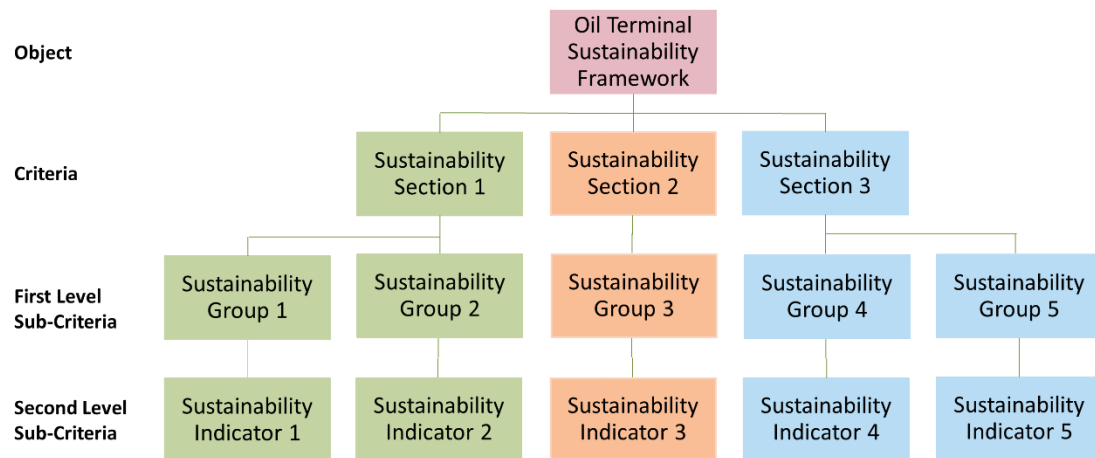 Object
Oil Terminal
Sustainability
Framework
Criteria
Sustainability
Section 1
Sustainability
Section 2
Sustainability
Section 3
First Level
Sub-Criteria
Sustainability
Group 1
Sustainability
Group 2
Sustainability
Group 3
Sustainability
Group 4
Sustainability
Group 5
Second Level
Sub-Criteria
Sustainability
Indicator 1
Sustainability
Indicator 2
Sustainability
Indicator 3
Sustainability
Indicator 4
Sustainability
Indicator 5